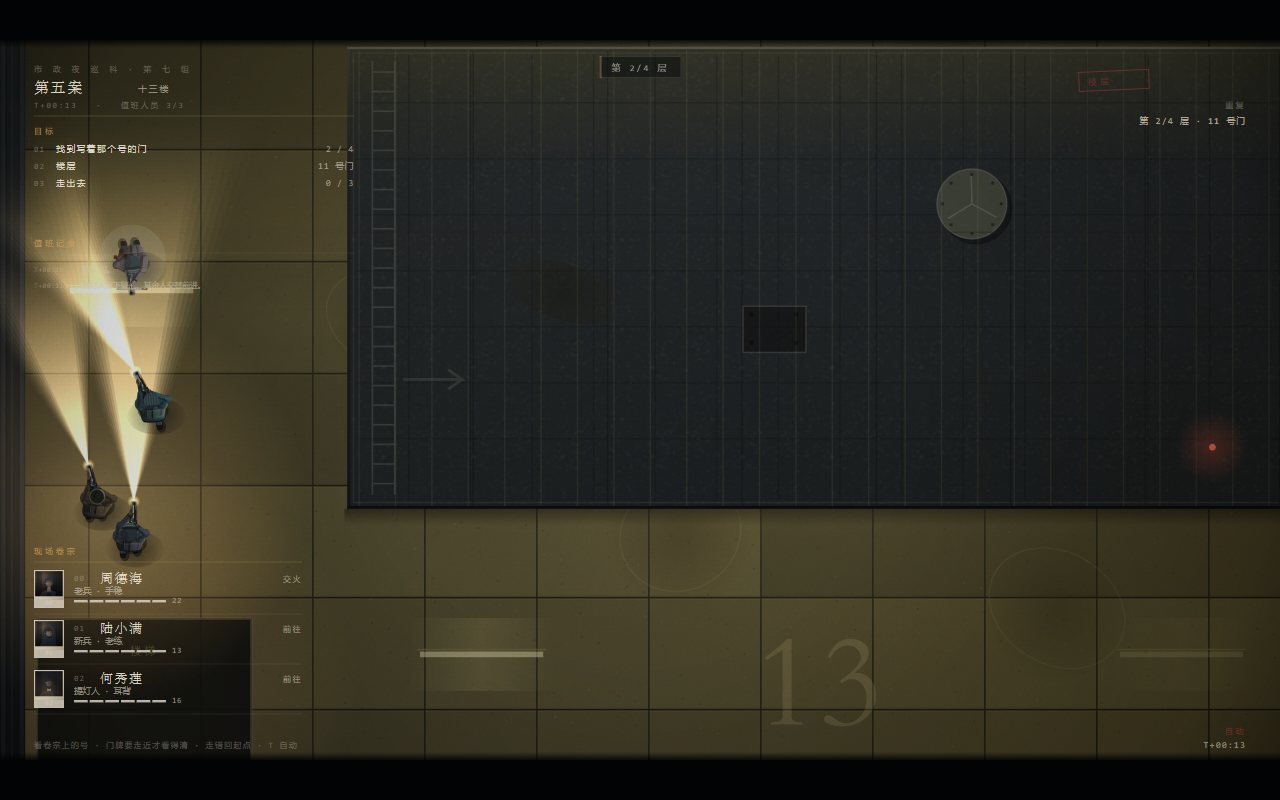 市 政 夜 巡 科 · 第 七 组
第五案 十三楼
T+00:13 · 值班人员 3/3
目标
01 找到写着那个号的门 2 / 4
02 楼层 11 号门
03 走出去 0 / 3
值班记
第 2/4 层
楼层
重复
第 2/4 层 · 11 号门
现场卷宗
00 周德海 交火
老兵 · 手稳
22
01 陆小满 前往
新兵 · 老练
13
02 何秀莲 前往
提灯人 · 耳背
16
看卷宗上的号 · 门牌要走近才看得清 · 走错回起点 · T 自动
13
自动
T+00:13